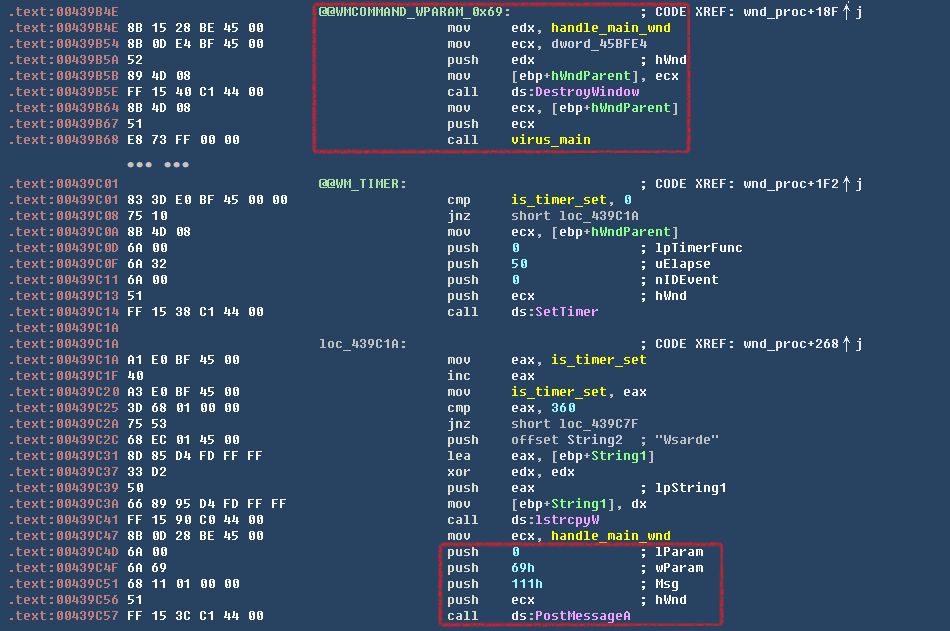 .text:00439B4E @@WMCOMMAND_WPARAM_0x69: ; CODE XREF: wnd_proc+18F↑j
.text:00439B4E 8B 15 28 BE 45 00 mov edx, handle_main_wnd
.text:00439B54 8B 0D E4 BF 45 00 mov ecx, dword_45BFE4
.text:00439B5A 52 push edx ; hWnd
.text:00439B5B 89 4D 08 mov [ebp+hWndParent], ecx
.text:00439B5E FF 15 40 C1 44 00 call ds:DestroyWindow
.text:00439B64 8B 4D 08 mov ecx, [ebp+hWndParent]
.text:00439B67 51 push ecx
.text:00439B68 E8 73 FF 00 00 call virus_main
••• •••
.text:00439C01 @@WM_TIMER: ; CODE XREF: wnd_proc+1F2↑j
.text:00439C01 83 3D E0 BF 45 00 00 cmp is_timer_set, 0
.text:00439C08 75 10 jnz short loc_439C1A
.text:00439C0A 8B 4D 08 mov ecx, [ebp+hWndParent]
.text:00439C0D 6A 00 push 0 ; lpTimerFunc
.text:00439C0F 6A 32 push 50 ; uElapse
.text:00439C11 6A 00 push 0 ; nIDEvent
.text:00439C13 51 push ecx ; hWnd
.text:00439C14 FF 15 38 C1 44 00 call ds:SetTimer
.text:00439C1A
.text:00439C1A loc_439C1A: ; CODE XREF: wnd_proc+268↑j
.text:00439C1A A1 E0 BF 45 00 mov eax, is_timer_set
.text:00439C1F 40 inc eax
.text:00439C20 A3 E0 BF 45 00 mov is_timer_set, eax
.text:00439C25 3D 68 01 00 00 cmp eax, 360
.text:00439C2A 75 53 jnz short loc_439C7F
.text:00439C2C 68 EC 01 45 00 push offset String2 ; "Wsarde"
.text:00439C31 8D 85 D4 FD FF FF lea eax, [ebp+String1]
.text:00439C37 33 D2 xor edx, edx
.text:00439C39 50 push eax ; lpString1
.text:00439C3A 66 89 95 D4 FD FF FF mov [ebp+String1], dx
.text:00439C41 FF 15 90 C0 44 00 call ds:lstrcpyW
.text:00439C47 8B 0D 28 BE 45 00 mov ecx, handle_main_wnd
.text:00439C4D 6A 00 push 0 ; lParam
.text:00439C4F 6A 69 push 69h ; wParam
.text:00439C51 68 11 01 00 00 push 111h ; Msg
.text:00439C56 51 push ecx ; hWnd
.text:00439C57 FF 15 3C C1 44 00 call ds:PostMessageA